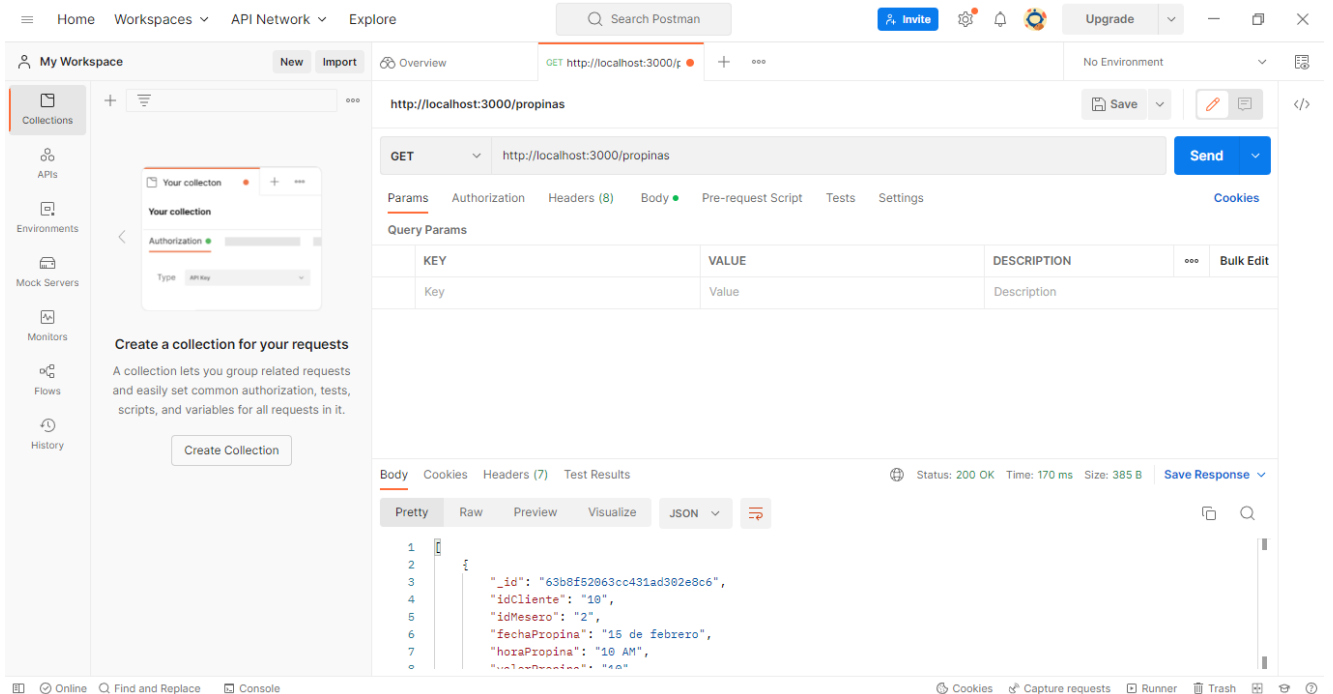 Home Workspaces API Network Explore Search Postman Invite Upgrade
My Workspace New Import Overview GET http://localhost:3000/p No Environment
Collections
APIs
Environments
Mock Servers
Monitors
Flows
History
Your collecton
Your collection
Authorization
Type API Key
Create a collection for your requests
A collection lets you group related requests
and easily set common authorization, tests,
scripts, and variables for all requests in it.
Create Collection
http://localhost:3000/propinas Save </>
GET http://localhost:3000/propinas Send
Params Authorization Headers (8) Body Pre-request Script Tests Settings Cookies
Query Params
KEY VALUE DESCRIPTION Bulk Edit
Key Value Description
Body Cookies Headers (7) Test Results Status: 200 OK Time: 170 ms Size: 385 B Save Response
Pretty Raw Preview Visualize JSON
1 [
2 {
3 "_id": "63b8f52063cc431ad302e8c6",
4 "idCliente": "10",
5 "idMesero": "2",
6 "fechaPropina": "15 de febrero",
7 "horaPropina": "10 AM",
8 "valorPropina": "10"
Online Find and Replace Console Cookies Capture requests Runner Trash